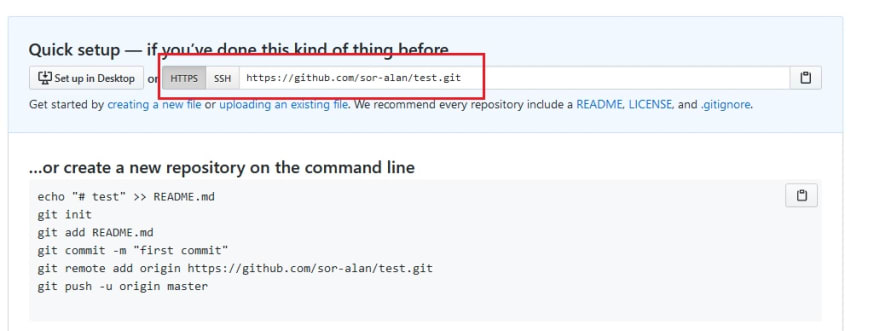 Quick setup — if you've done this kind of thing before
Set up in Desktop or HTTPS SSH https://github.com/sor-alan/test.git
Get started by creating a new file or uploading an existing file. We recommend every repository include a README, LICENSE, and .gitignore.
...or create a new repository on the command line
echo "# test" >> README.md
git init
git add README.md
git commit -m "first commit"
git remote add origin https://github.com/sor-alan/test.git
git push -u origin master